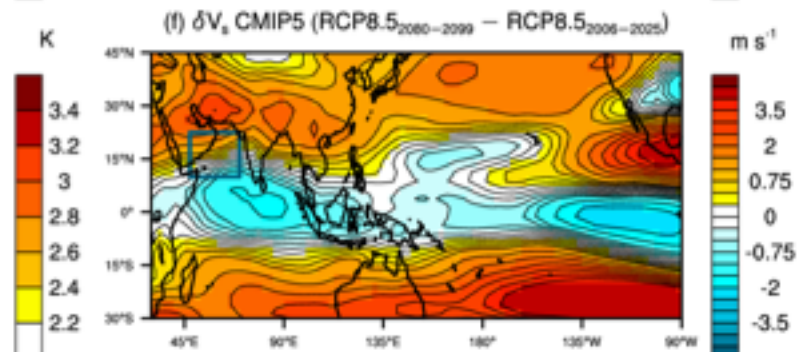 (f) δVₛ CMIP5 (RCP8.5₂₀₈₀₋₂₀₉₉ − RCP8.5₂₀₀₆₋₂₀₂₅)
K
m s⁻¹
3.4
3.2
3
2.8
2.6
2.4
2.2
45°N
30°N
15°N
0°
15°S
30°S
45°E
90°E
135°E
180°
135°W
90°W
3.5
2
0.75
0
-0.75
-2
-3.5